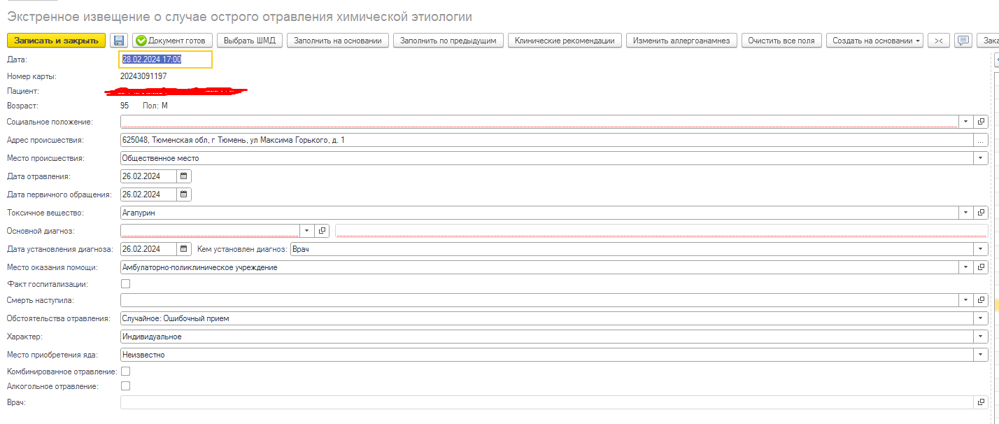 Экстренное извещение о случае острого отравления химической этиологии
Записать и закрыть Документ готов Выбрать ШМД Заполнить на основании Заполнить по предыдущим Клинические рекомендации Изменить аллергоанамнез Очистить все поля Создать на основании
Дата: 28.02.2024 17:00
Номер карты: 20243091197
Пациент:
Возраст: 95 Пол: М
Социальное положение:
Адрес происшествия: 625048, Тюменская обл, г Тюмень, ул Максима Горького, д. 1 ...
Место происшествия: Общественное место
Дата отравления: 26.02.2024
Дата первичного обращения: 26.02.2024
Токсичное вещество: Агапурин
Основной диагноз:
Дата установления диагноза: 26.02.2024 Кем установлен диагноз: Врач
Место оказания помощи: Амбулаторно-поликлиническое учреждение
Факт госпитализации:
Смерть наступила:
Обстоятельства отравления: Случайное: Ошибочный прием
Характер: Индивидуальное
Место приобретения яда: Неизвестно
Комбинированное отравление:
Алкогольное отравление:
Врач: